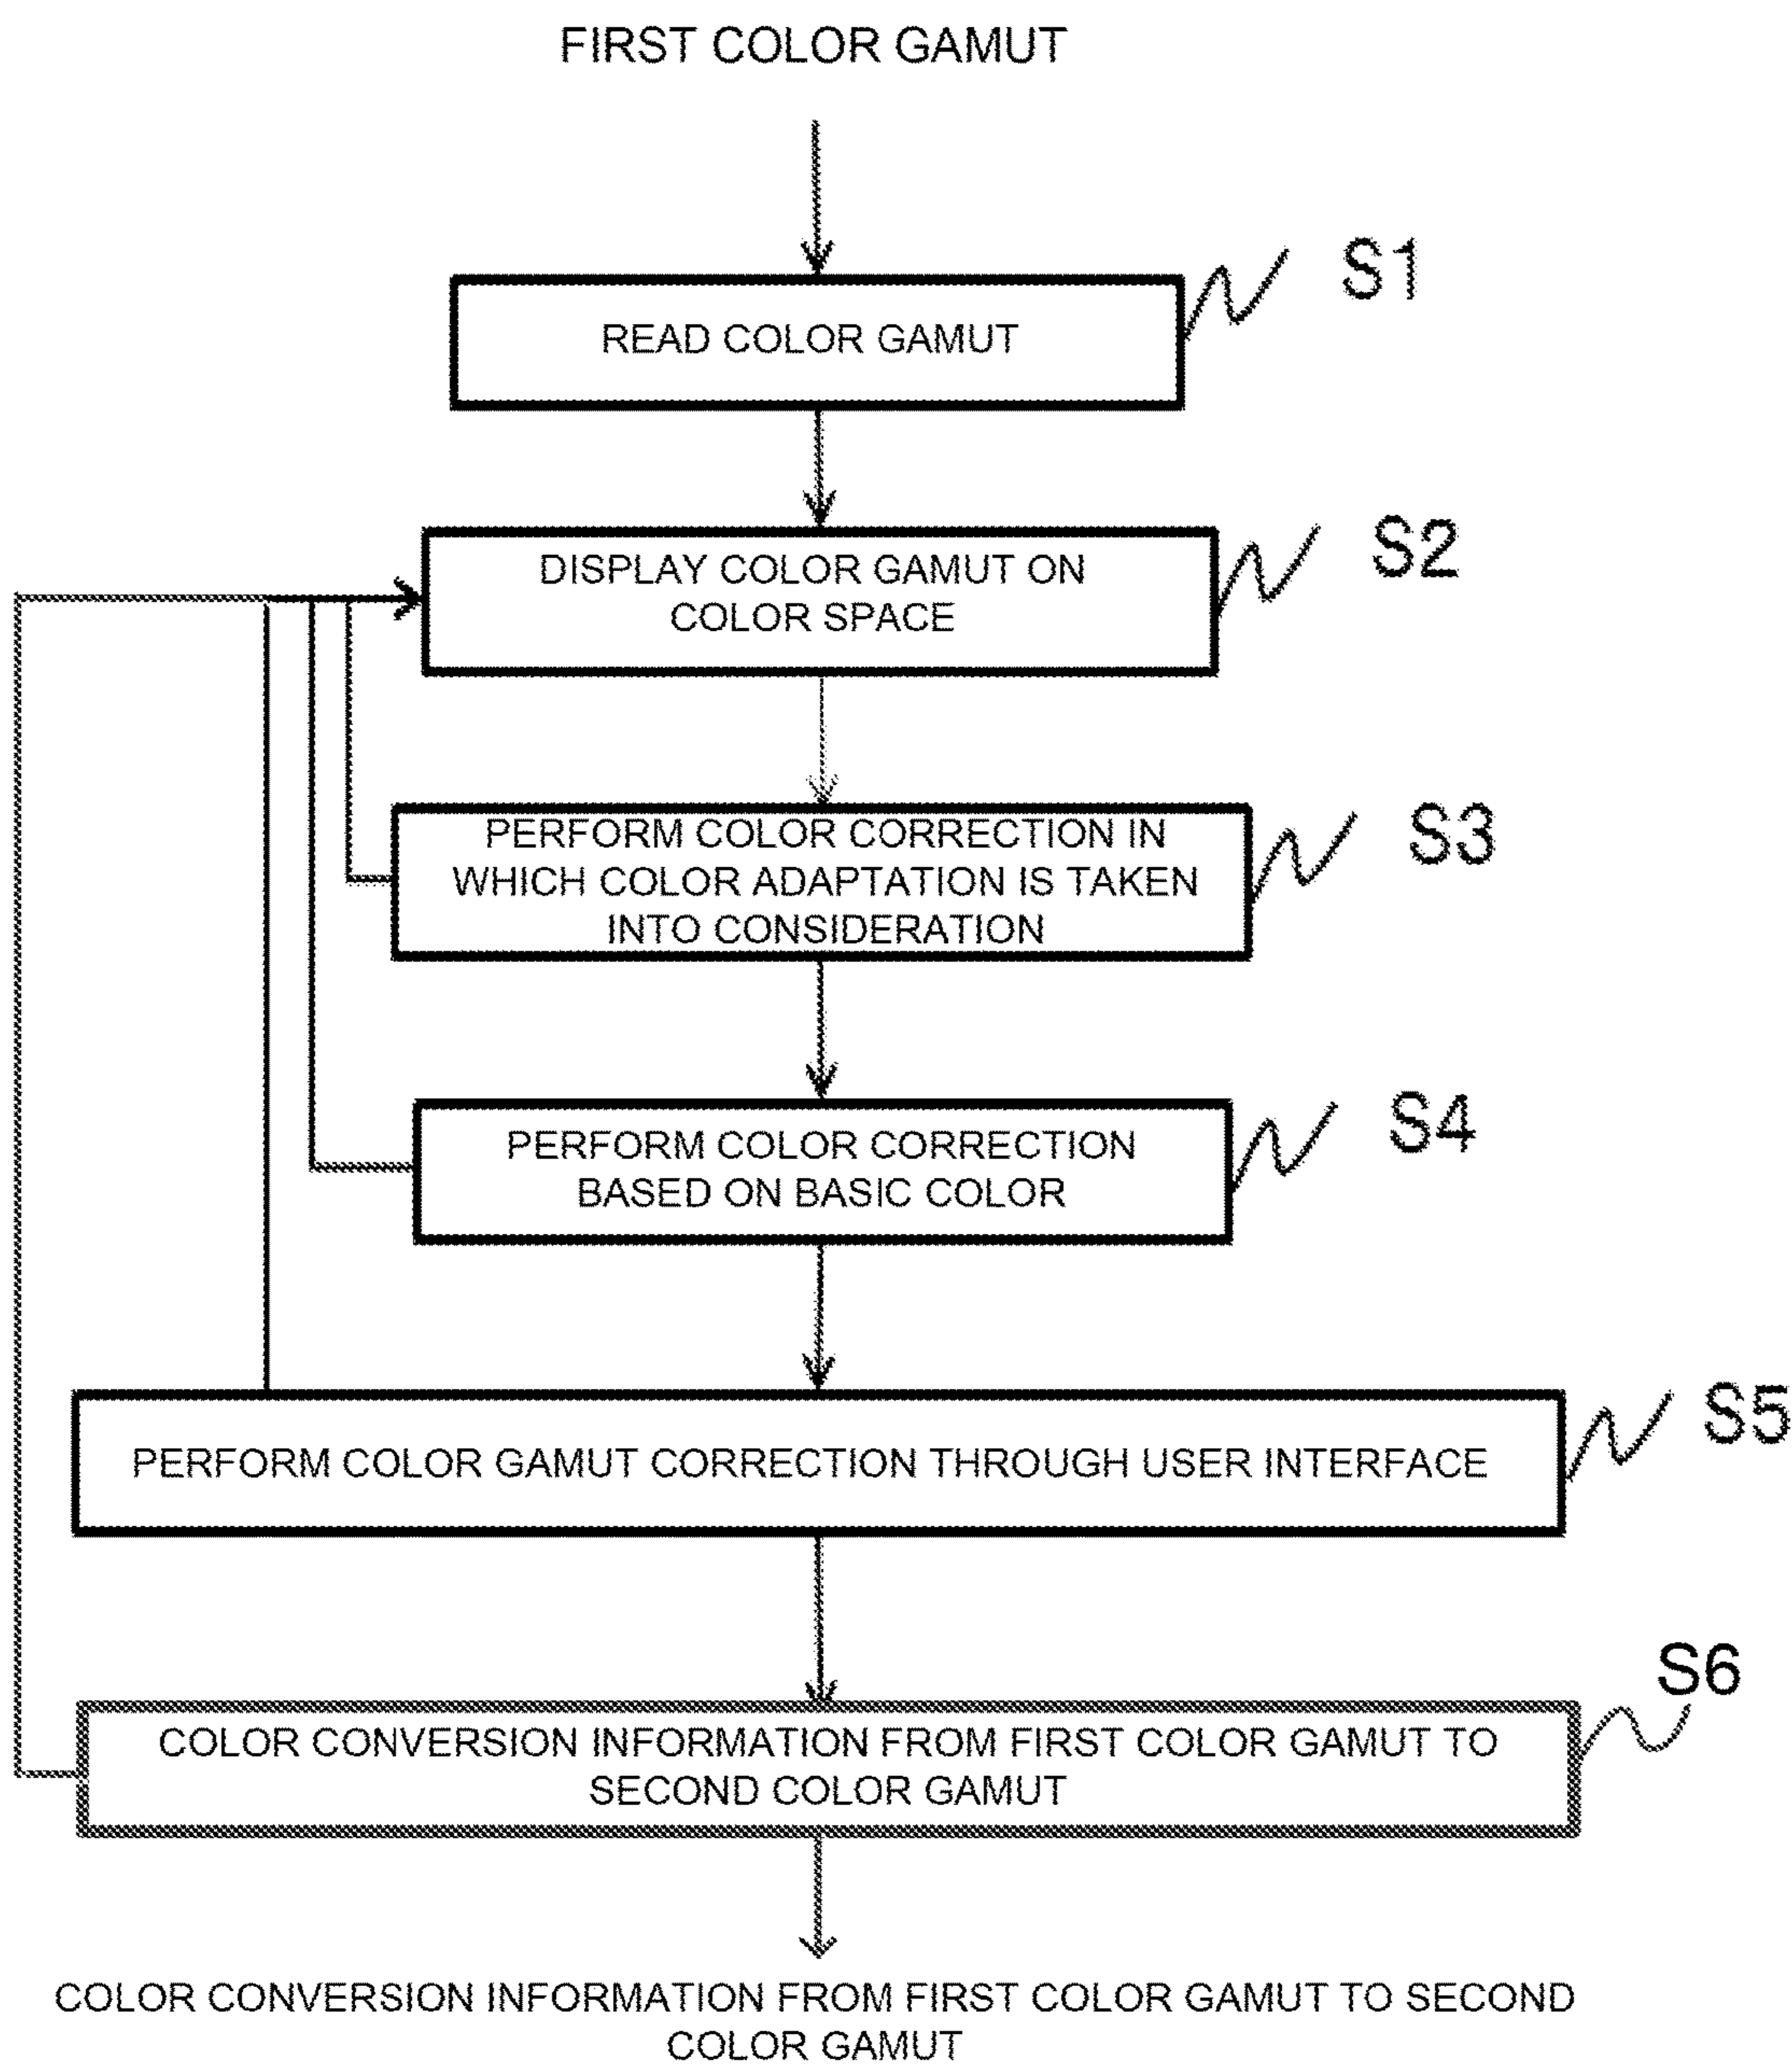 FIRST COLOR GAMUT
S1
READ COLOR GAMUT
S2
DISPLAY COLOR GAMUT ON
COLOR SPACE
S3
PERFORM COLOR CORRECTION IN
WHICH COLOR ADAPTATION IS TAKEN
INTO CONSIDERATION
S4
PERFORM COLOR CORRECTION
BASED ON BASIC COLOR
S5
PERFORM COLOR GAMUT CORRECTION THROUGH USER INTERFACE
S6
COLOR CONVERSION INFORMATION FROM FIRST COLOR GAMUT TO
SECOND COLOR GAMUT
COLOR CONVERSION INFORMATION FROM FIRST COLOR GAMUT TO SECOND
COLOR GAMUT